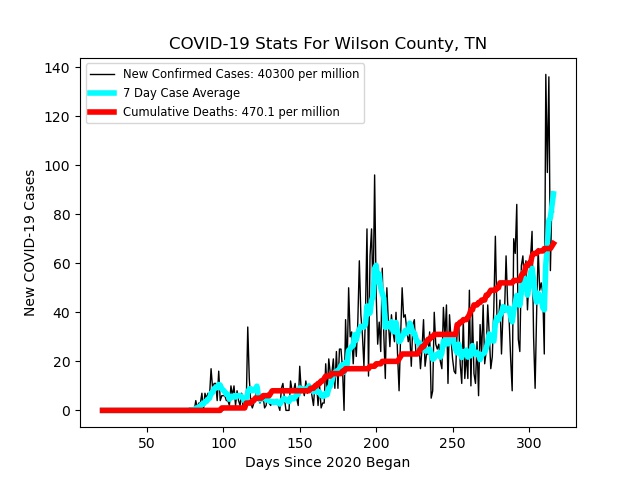 COVID-19 Stats For Wilson County, TN
New Confirmed Cases: 40300 per million
7 Day Case Average
Cumulative Deaths: 470.1 per million
New COVID-19 Cases
140
120
100
80
60
40
20
0
50
100
150
200
250
300
Days Since 2020 Began